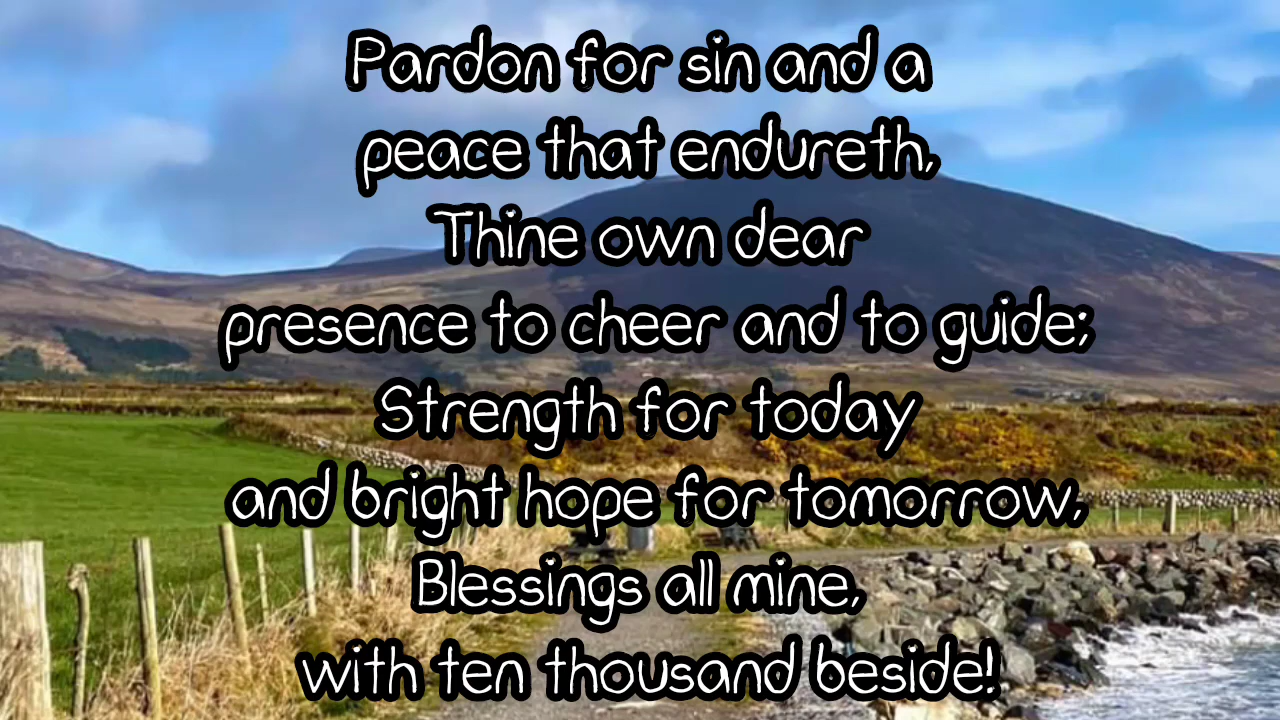 Pardon for sin and a
peace that endureth,
Thine own dear
presence to cheer and to guide;
Strength for today
and bright hope for tomorrow,
Blessings all mine,
with ten thousand beside!